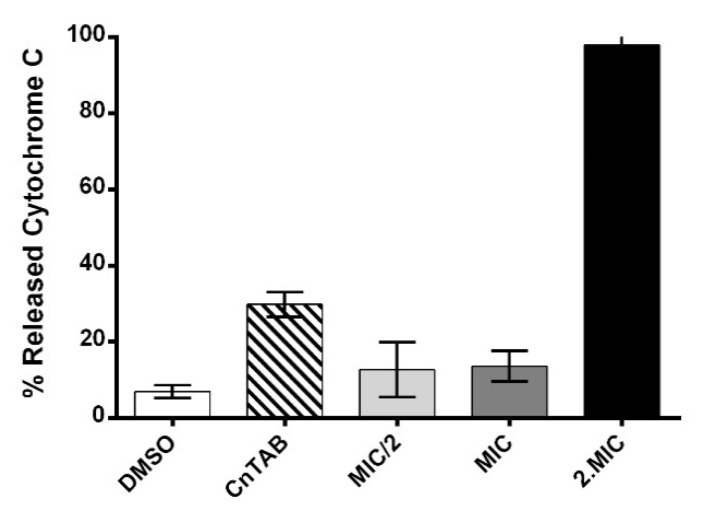 % Released Cytochrome C
100
80
60
40
20
0
DMSO
CnTAB
MIC/2
MIC
2.MIC